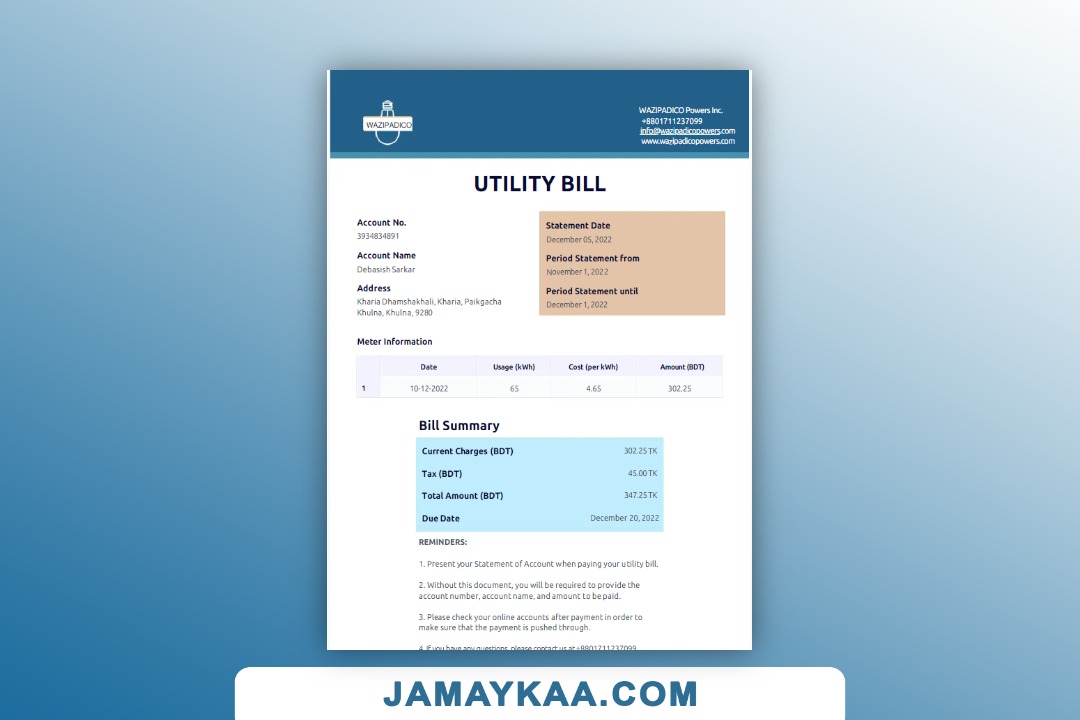 WAZIPADICO
WAZIPADICO Powers Inc.
+8801711237099
info@wazipadicopowers.com
www.wazipadicopowers.com
UTILITY BILL
Account No.
3934834891
Account Name
Debasish Sarkar
Address
Kharia Dhamshakhali, Kharia, Paikgacha
Khulna, Khulna, 9280
Statement Date
December 05, 2022
Period Statement from
November 1, 2022
Period Statement until
December 1, 2022
Meter Information
Date Usage (kWh) Cost (per kWh) Amount (BDT)
1 10-12-2022 65 4.65 302.25
Bill Summary
Current Charges (BDT) 302.25 TK
Tax (BDT) 45.00 TK
Total Amount (BDT) 347.25 TK
Due Date December 20, 2022
REMINDERS:
1. Present your Statement of Account when paying your utility bill.
2. Without this document, you will be required to provide the
account number, account name, and amount to be paid.
3. Please check your online accounts after payment in order to
make sure that the payment is pushed through.
4. If you have any questions, please contact us at +8801711237099
JAMAYKAA.COM